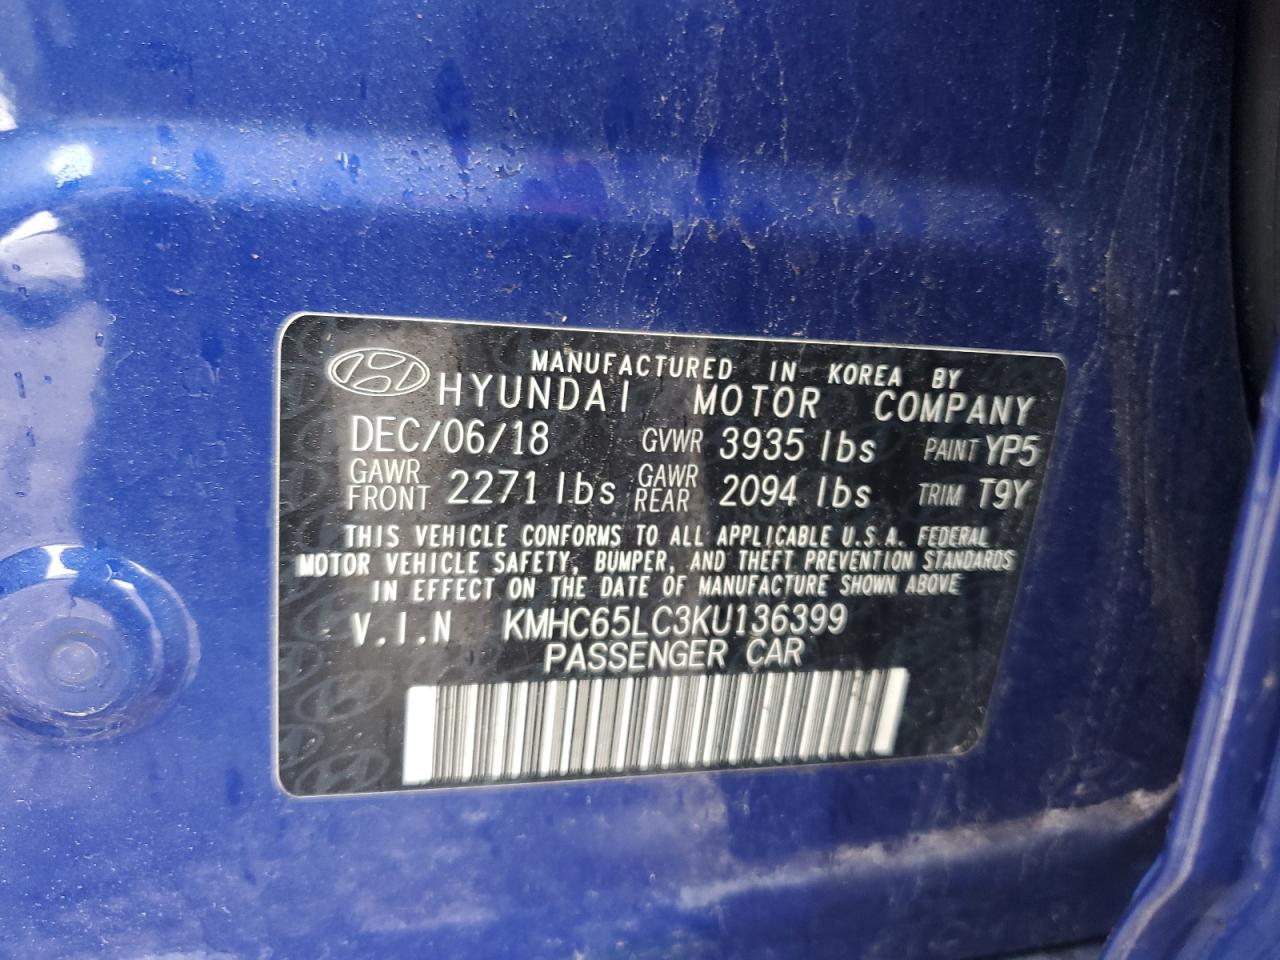 MANUFACTURED IN KOREA BY
HYUNDAI MOTOR COMPANY
DEC/06/18 GVWR 3935 lbs PAINT YP5
GAWR FRONT 2271 lbs GAWR REAR 2094 lbs TRIM T9Y
THIS VEHICLE CONFORMS TO ALL APPLICABLE U.S.A. FEDERAL
MOTOR VEHICLE SAFETY, BUMPER, AND THEFT PREVENTION STANDARDS
IN EFFECT ON THE DATE OF MANUFACTURE SHOWN ABOVE
V.I.N KMHC65LC3KU136399
PASSENGER CAR